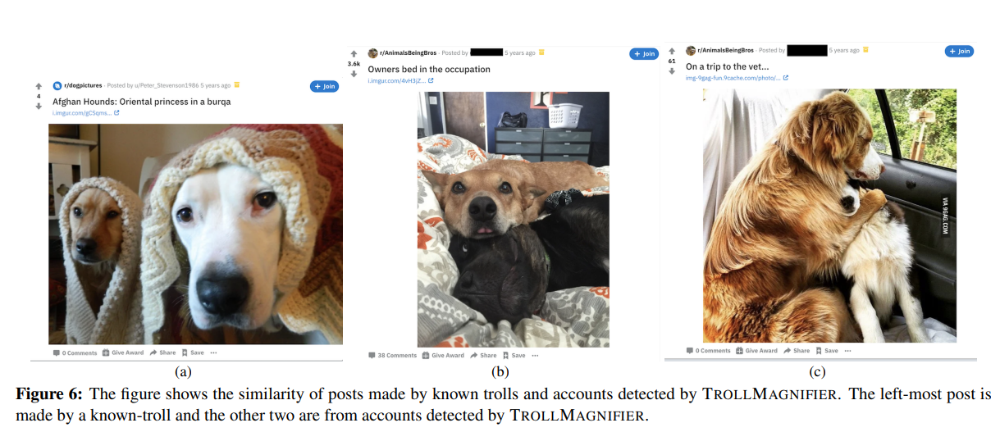 r/dogpictures · Posted by u/Peter_Stevenson1986 5 years ago
+ Join
4
Afghan Hounds: Oriental princess in a burqa
i.imgur.com/gCSqms...
0 Comments Give Award Share Save ...
(a)
r/AnimalsBeingBros · Posted by 5 years ago
+ Join
3.6k
Owners bed in the occupation
i.imgur.com/4vH3jZ...
38 Comments Give Award Share Save ...
(b)
r/AnimalsBeingBros · Posted by 5 years ago
+ Join
61
On a trip to the vet...
img-9gag-fun.9cache.com/photo/...
VIA 9GAG.COM
0 Comments Give Award Share Save ...
(c)
Figure 6: The figure shows the similarity of posts made by known trolls and accounts detected by TROLLMAGNIFIER. The left-most post is
made by a known-troll and the other two are from accounts detected by TROLLMAGNIFIER.